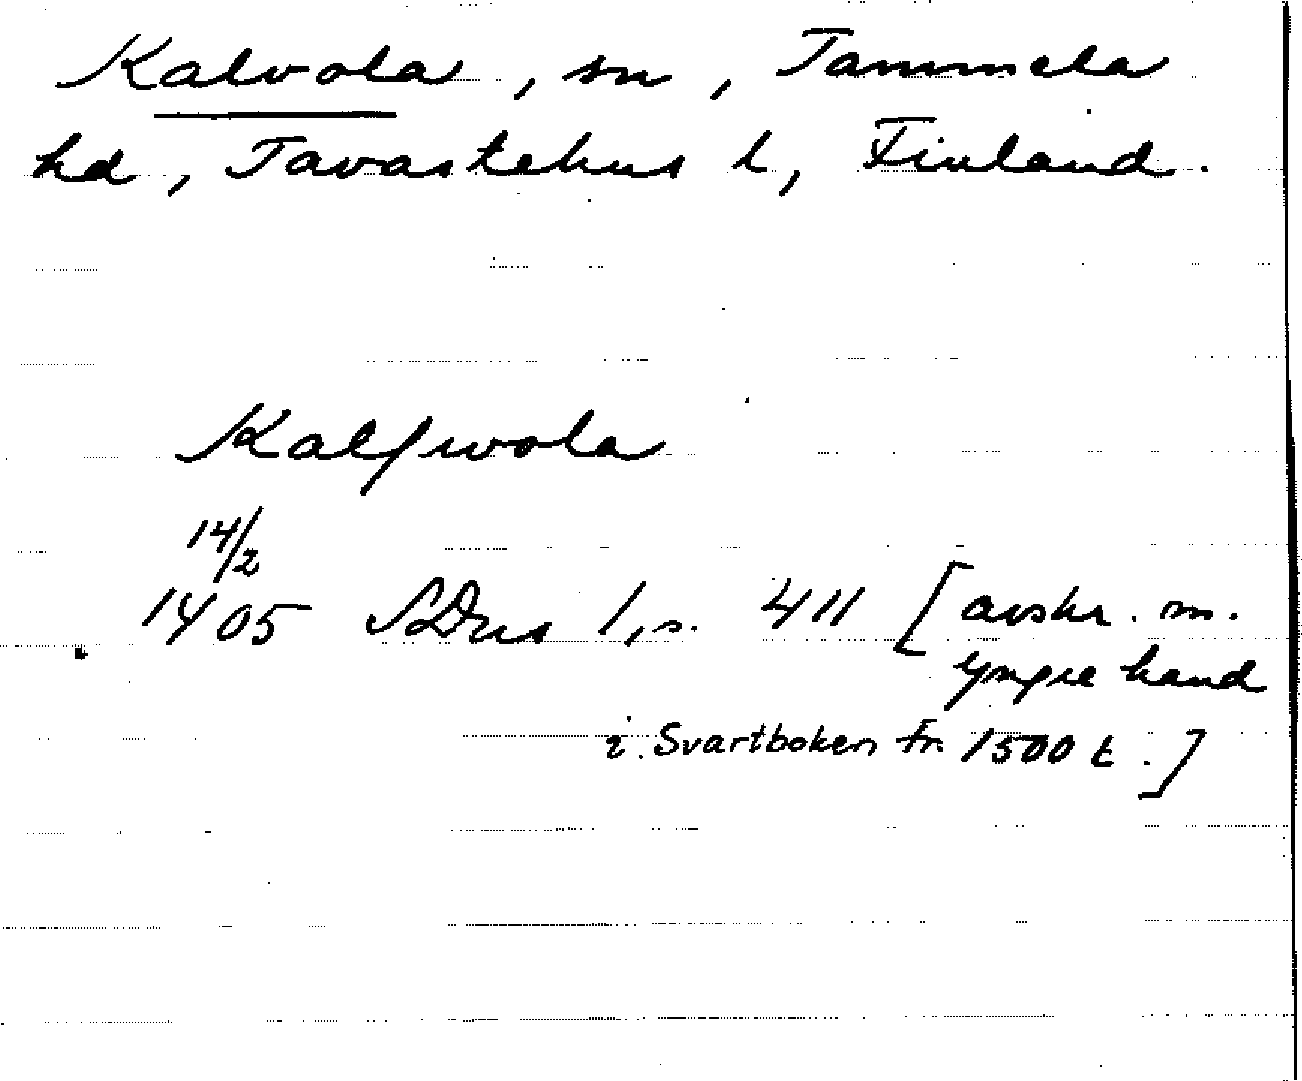 Kalvola, sn, Tammela
hd, Tavastehus l, Finland.
Kalfwola
14/2
1405 SDns 1, s. 411 [avskr. m.
yngre hand
i Svartboken fr. 1500 t.]